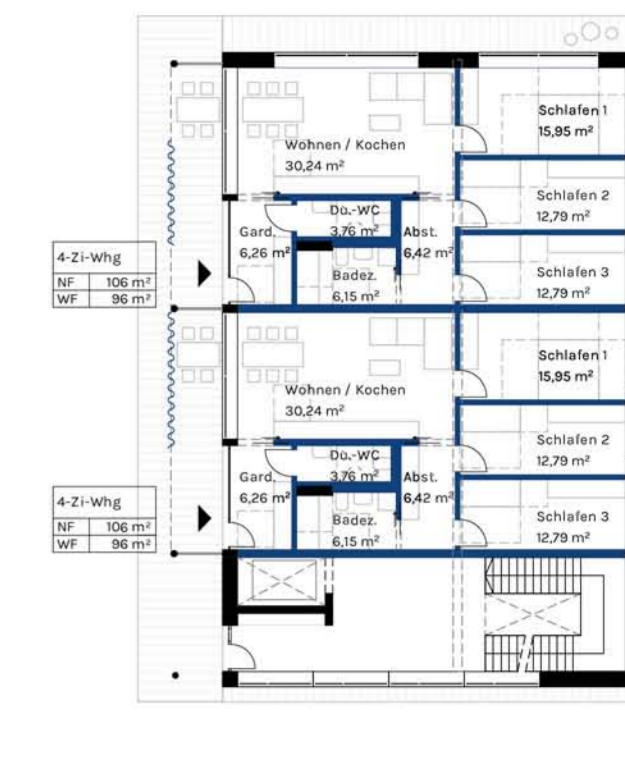 Schlafen 1
15,95 m²
Wohnen / Kochen
30,24 m²
Schlafen 2
12,79 m²
Du.-WC
3,76 m²
Gard.
6,26 m²
Abst.
6,42 m²
4-Zi-Whg
NF 106 m²
WF 96 m²
Badez.
6,15 m²
Schlafen 3
12,79 m²
Schlafen 1
15,95 m²
Wohnen / Kochen
30,24 m²
Schlafen 2
12,79 m²
Du.-WC
3,76 m²
Gard.
6,26 m²
Abst.
6,42 m²
4-Zi-Whg
NF 106 m²
WF 96 m²
Badez.
6,15 m²
Schlafen 3
12,79 m²